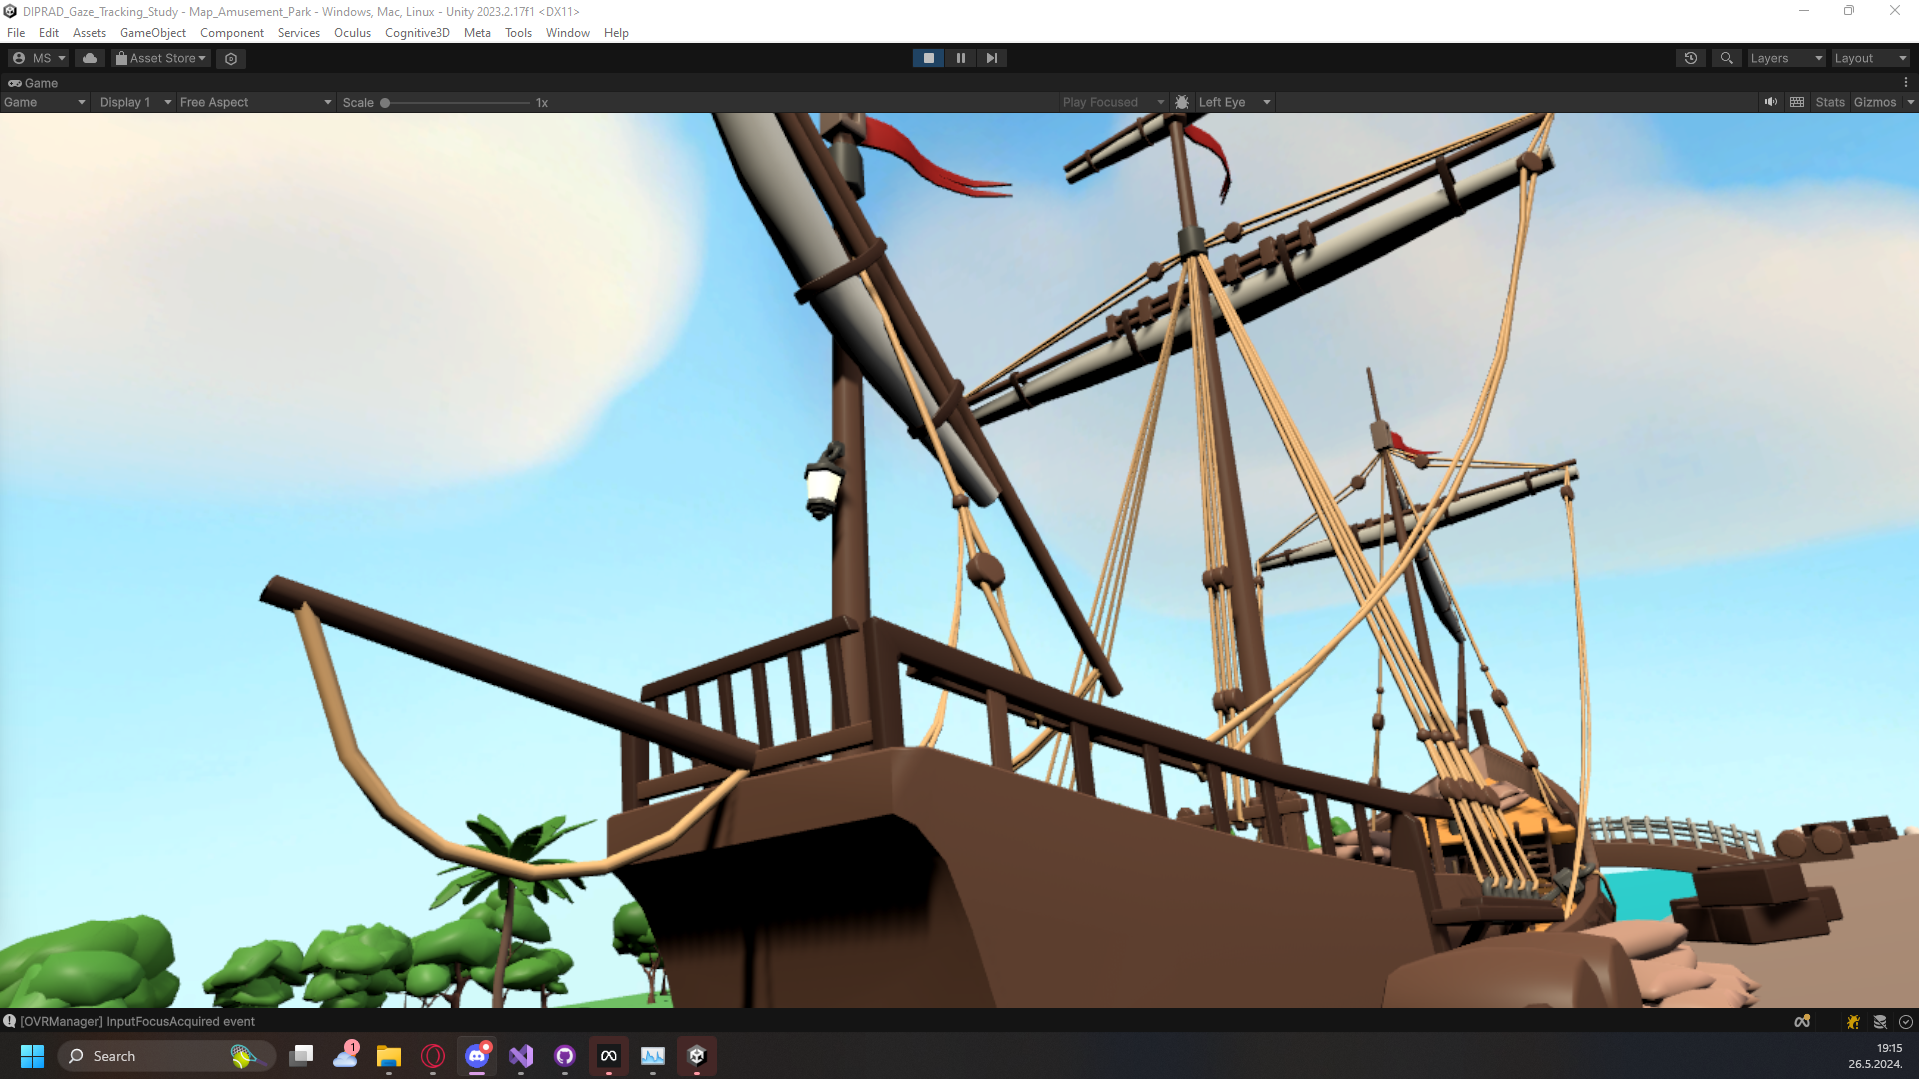 DIPRAD_Gaze_Tracking_Study - Map_Amusement_Park - Windows, Mac, Linux - Unity 2023.2.17f1 <DX11>
File Edit Assets GameObject Component Services Oculus Cognitive3D Meta Tools Window Help
MS Asset Store Layers Layout
Game
Game Display 1 Free Aspect Scale 1x Play Focused Left Eye Stats Gizmos
[OVRManager] InputFocusAcquired event
Search 1 19:15
26.5.2024.